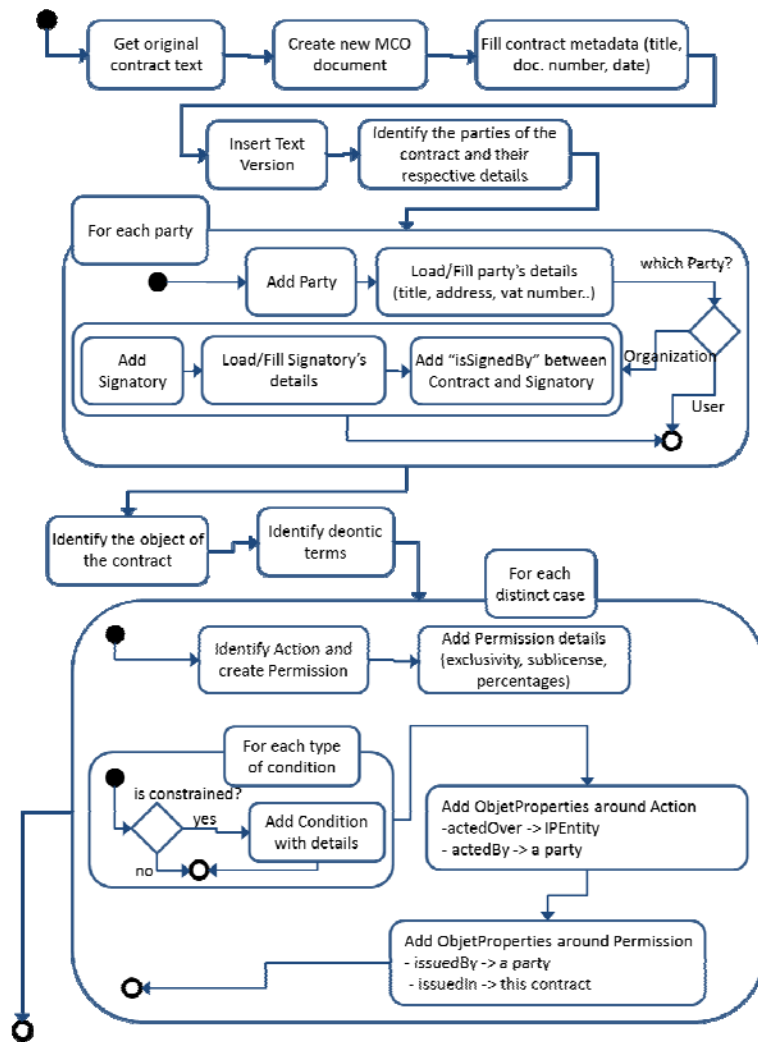 Get original
contract text
Create new MCO
document
Fill contract metadata (title,
doc. number, date)
Insert Text
Version
Identify the parties of the
contract and their
respective details
For each party
Add Party
Load/Fill party's details
(title, address, vat number..)
which Party?
Add
Signatory
Load/Fill Signatory's
details
Add "isSignedBy" between
Contract and Signatory
Organization
User
Identify the object of
the contract
Identify deontic
terms
For each
distinct case
Identify Action and
create Permission
Add Permission details
(exclusivity, sublicense,
percentages)
For each type
of condition
is constrained?
yes
Add Condition
with details
no
Add ObjetProperties around Action
-actedOver -> IPEntity
- actedBy -> a party
Add ObjetProperties around Permission
- issuedBy -> a party
- issuedIn -> this contract